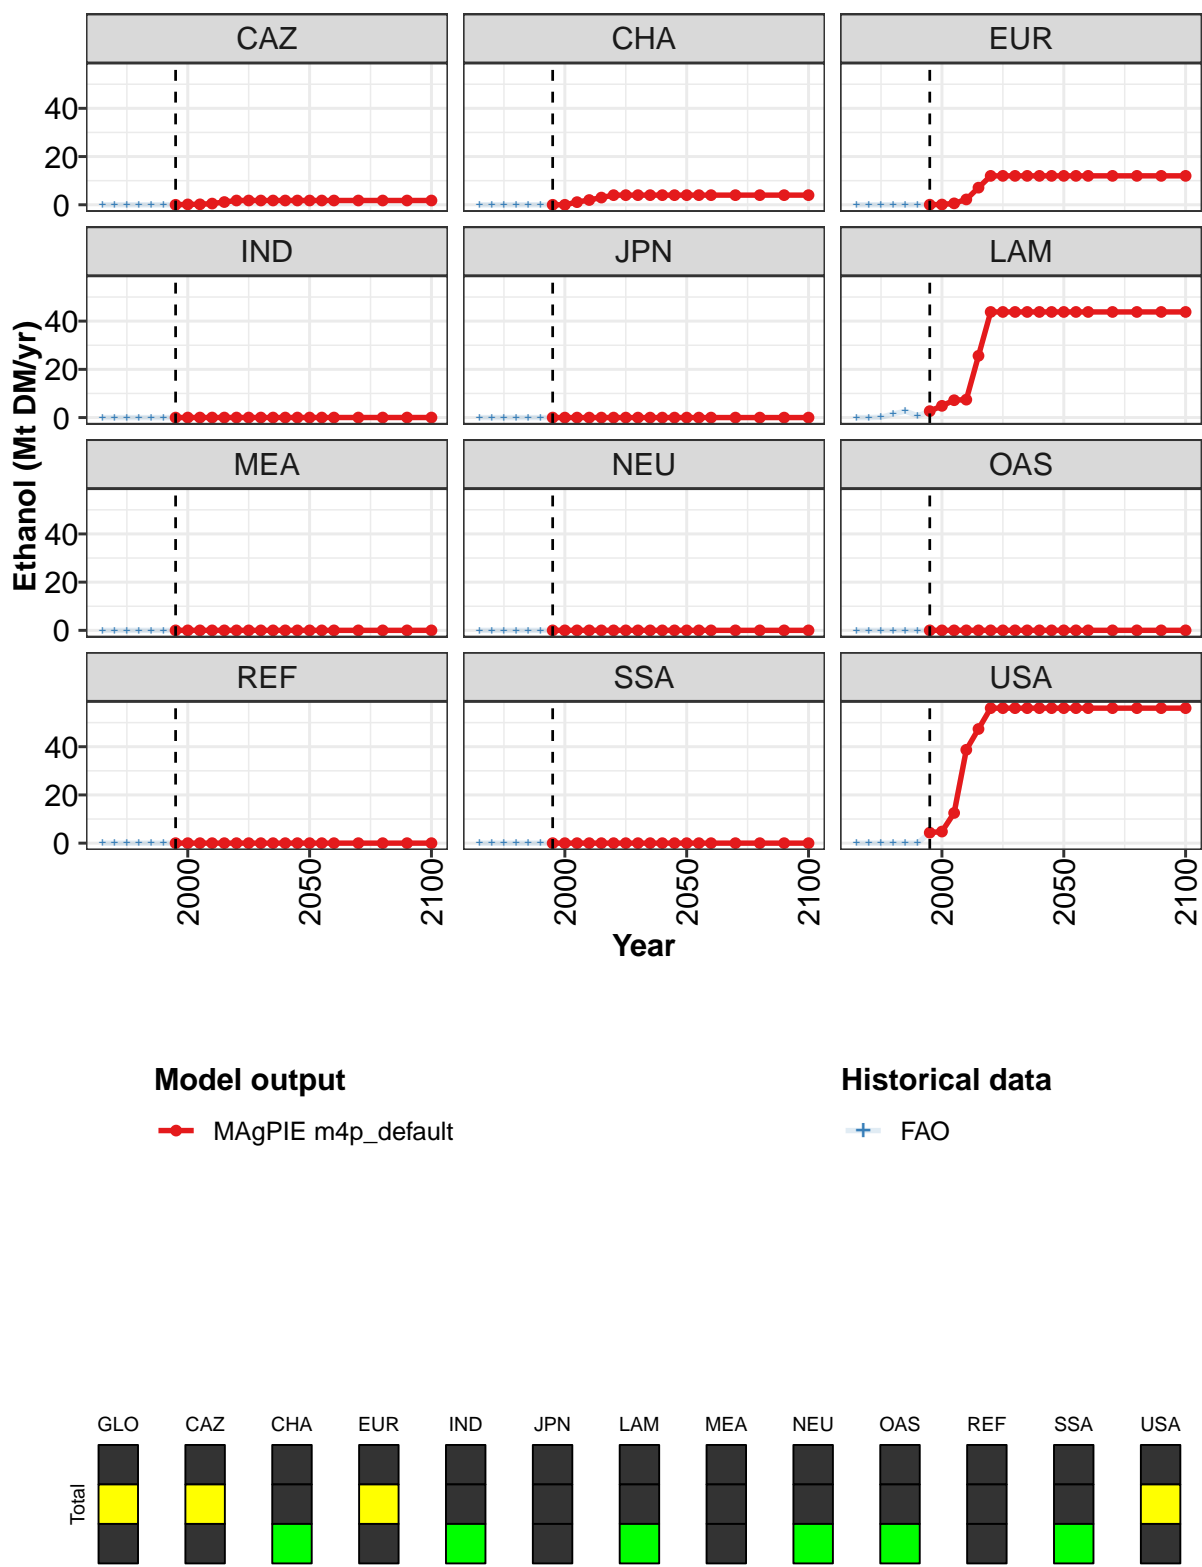 CAZ CHA EUR
40
20
0
IND JPN LAM
40
20
0
MEA NEU OAS
40
20
0
REF SSA USA
40
20
0
2000 2050 2100 2000 2050 2100 2000 2050 2100
Ethanol (Mt DM/yr)
Year
Model output Historical data
MAgPIE m4p_default FAO
GLO CAZ CHA EUR IND JPN LAM MEA NEU OAS REF SSA USA
Total